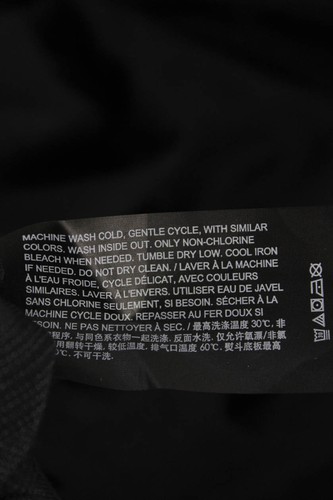 MACHINE WASH COLD, GENTLE CYCLE, WITH SIMILAR
COLORS. WASH INSIDE OUT. ONLY NON-CHLORINE
BLEACH WHEN NEEDED. TUMBLE DRY LOW. COOL IRON
IF NEEDED. DO NOT DRY CLEAN. / LAVER À LA MACHINE
À L'EAU FROIDE, CYCLE DÉLICAT, AVEC COULEURS
SIMILAIRES. LAVER À L'ENVERS. EAU DE JAVEL
SANS CHLORINE SEULEMENT, SI BESOIN. SÉCHER À LA
MACHINE CYCLE DOUX. REPASSER AU FER DOUX SI
BESOIN. NE PAS NETTOYER À SEC. / 最高洗涤温度 30℃, 非
程序, 与同色系衣物一起洗涤. 反面水洗. 仅允许氧漂/非氯
用翻转干燥, 较低温度, 排气口温度 60℃. 熨斗底板最高
℃. 不可干洗.